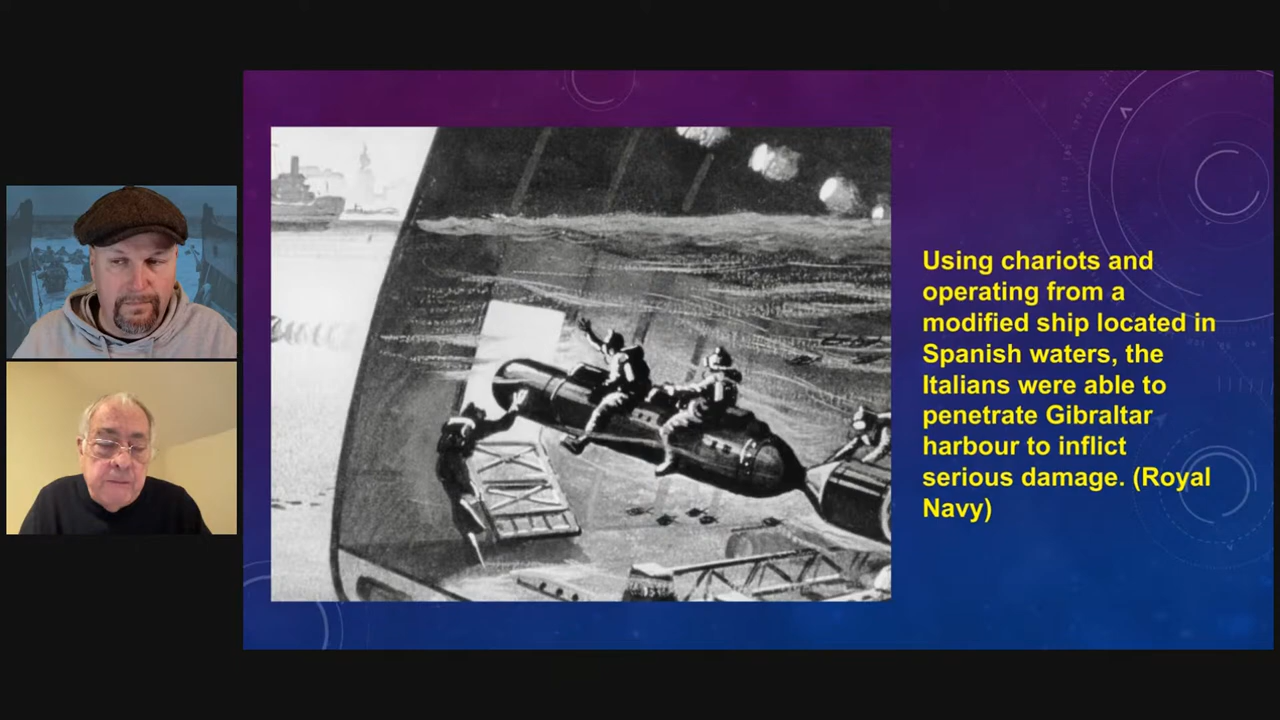 Using chariots and
operating from a
modified ship located in
Spanish waters, the
Italians were able to
penetrate Gibraltar
harbour to inflict
serious damage. (Royal
Navy)